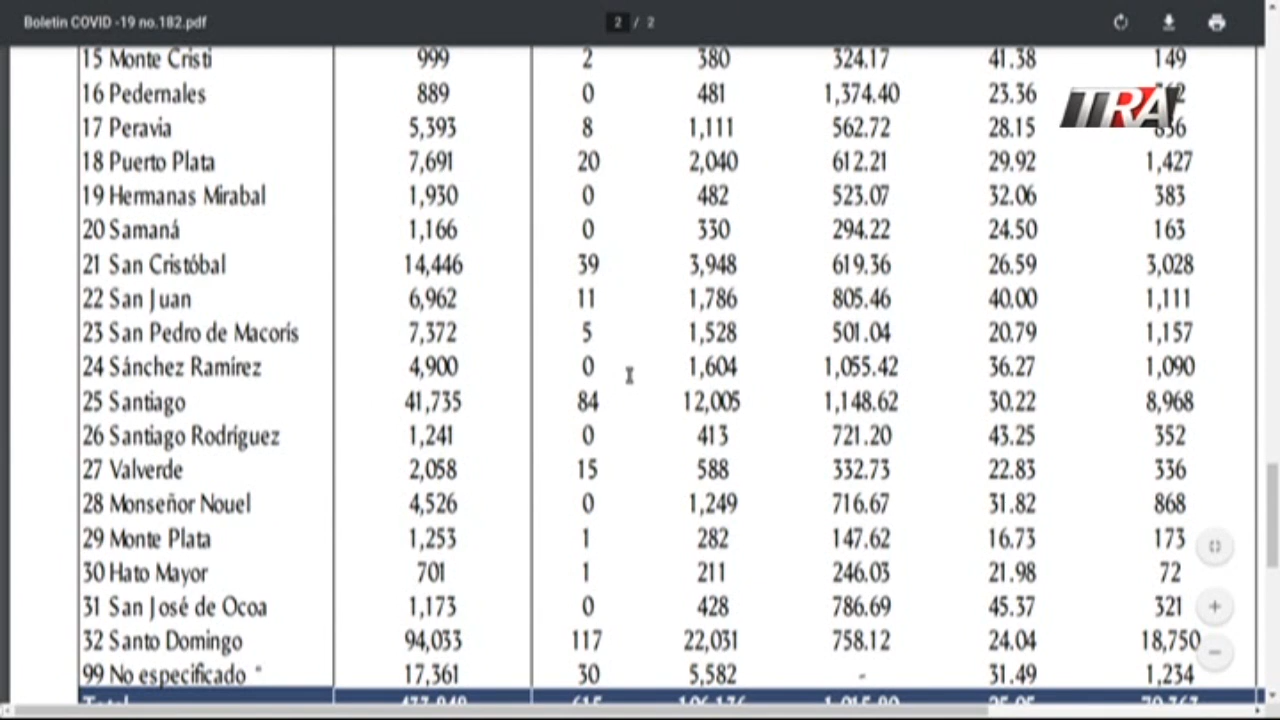 Boletin COVID -19 no.182.pdf 2 / 2
15 Monte Cristi 999 2 380 324.17 41.38 149
16 Pedernales 889 0 481 1,374.40 23.36
TRA
17 Peravia 5,393 8 1,111 562.72 28.15
18 Puerto Plata 7,691 20 2,040 612.21 29.92 1,427
19 Hermanas Mirabal 1,930 0 482 523.07 32.06 383
20 Samaná 1,166 0 330 294.22 24.50 163
21 San Cristóbal 14,446 39 3,948 619.36 26.59 3,028
22 San Juan 6,962 11 1,786 805.46 40.00 1,111
23 San Pedro de Macorís 7,372 5 1,528 501.04 20.79 1,157
24 Sánchez Ramírez 4,900 0 1,604 1,055.42 36.27 1,090
25 Santiago 41,735 84 12,005 1,148.62 30.22 8,968
26 Santiago Rodríguez 1,241 0 413 721.20 43.25 352
27 Valverde 2,058 15 588 332.73 22.83 336
28 Monseñor Nouel 4,526 0 1,249 716.67 31.82 868
29 Monte Plata 1,253 1 282 147.62 16.73 173
30 Hato Mayor 701 1 211 246.03 21.98 72
31 San José de Ocoa 1,173 0 428 786.69 45.37 321
32 Santo Domingo 94,033 117 22,031 758.12 24.04 18,750
99 No especificado * 17,361 30 5,582 - 31.49 1,234
Total